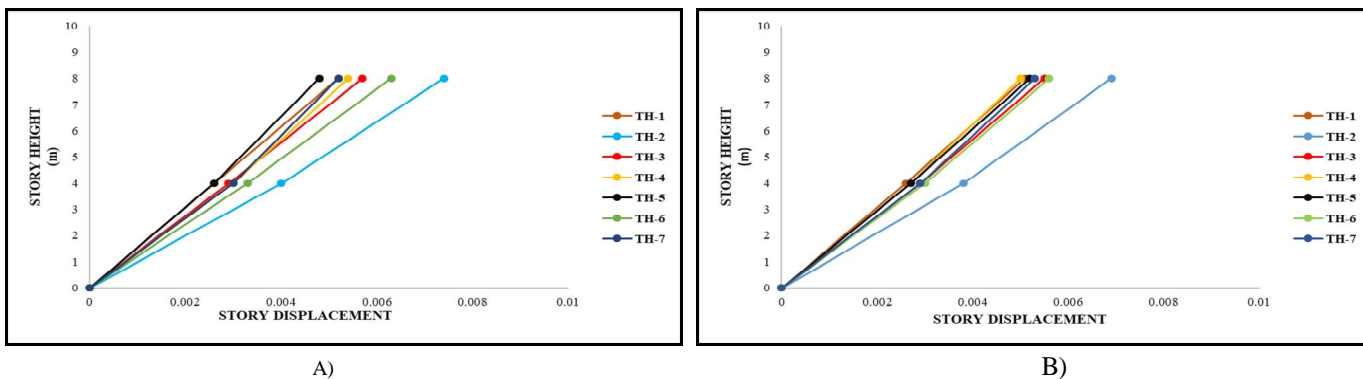 10
9
8
7
6
5
4
3
2
1
0
STORY HEIGHT
(m)
0 0.002 0.004 0.006 0.008 0.01
STORY DISPLACEMENT
TH-1
TH-2
TH-3
TH-4
TH-5
TH-6
TH-7
A)
10
9
8
7
6
5
4
3
2
1
0
STORY HEIGHT
(m)
0 0.002 0.004 0.006 0.008 0.01
STORY DISPLACEMENT
TH-1
TH-2
TH-3
TH-4
TH-5
TH-6
TH-7
B)